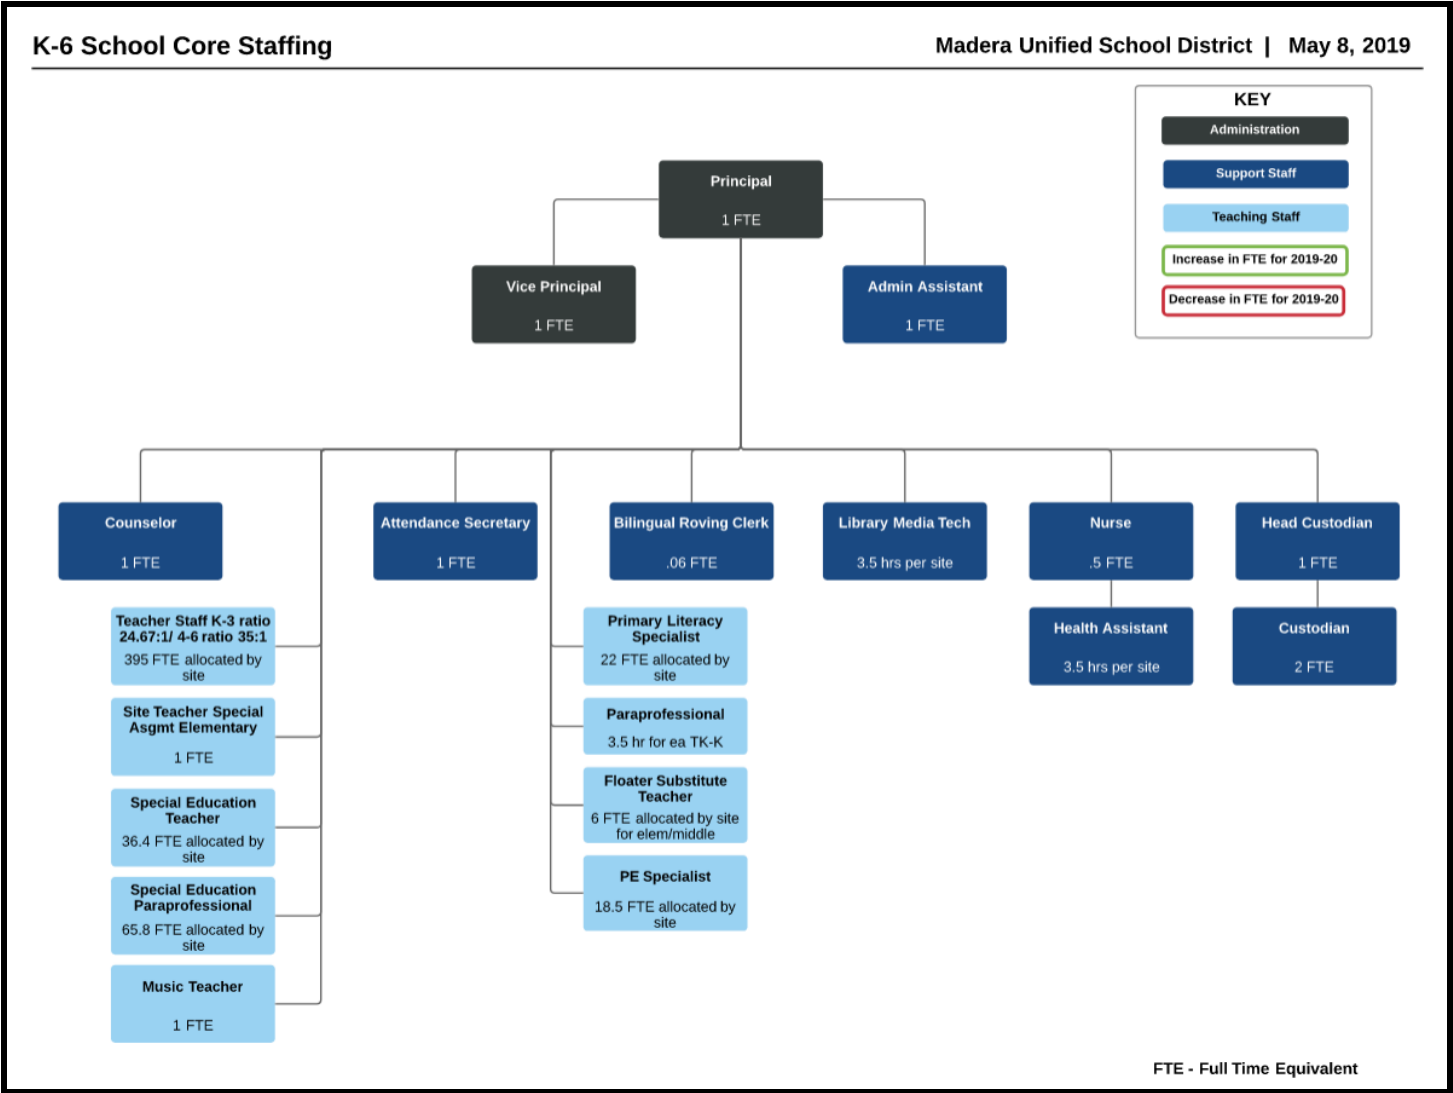 K-6 School Core Staffing
Madera Unified School District | May 8, 2019
KEY
Administration
Support Staff
Teaching Staff
Increase in FTE for 2019-20
Decrease in FTE for 2019-20
Principal
1 FTE
Vice Principal
1 FTE
Admin Assistant
1 FTE
Counselor
1 FTE
Attendance Secretary
1 FTE
Bilingual Roving Clerk
.06 FTE
Library Media Tech
3.5 hrs per site
Nurse
.5 FTE
Head Custodian
1 FTE
Teacher Staff K-3 ratio
24.67:1/ 4-6 ratio 35:1
395 FTE allocated by
site
Site Teacher Special
Asgmt Elementary
1 FTE
Special Education
Teacher
36.4 FTE allocated by
site
Special Education
Paraprofessional
65.8 FTE allocated by
site
Music Teacher
1 FTE
Primary Literacy
Specialist
22 FTE allocated by
site
Paraprofessional
3.5 hr for ea TK-K
Floater Substitute
Teacher
6 FTE allocated by site
for elem/middle
PE Specialist
18.5 FTE allocated by
site
Health Assistant
3.5 hrs per site
Custodian
2 FTE
FTE - Full Time Equivalent